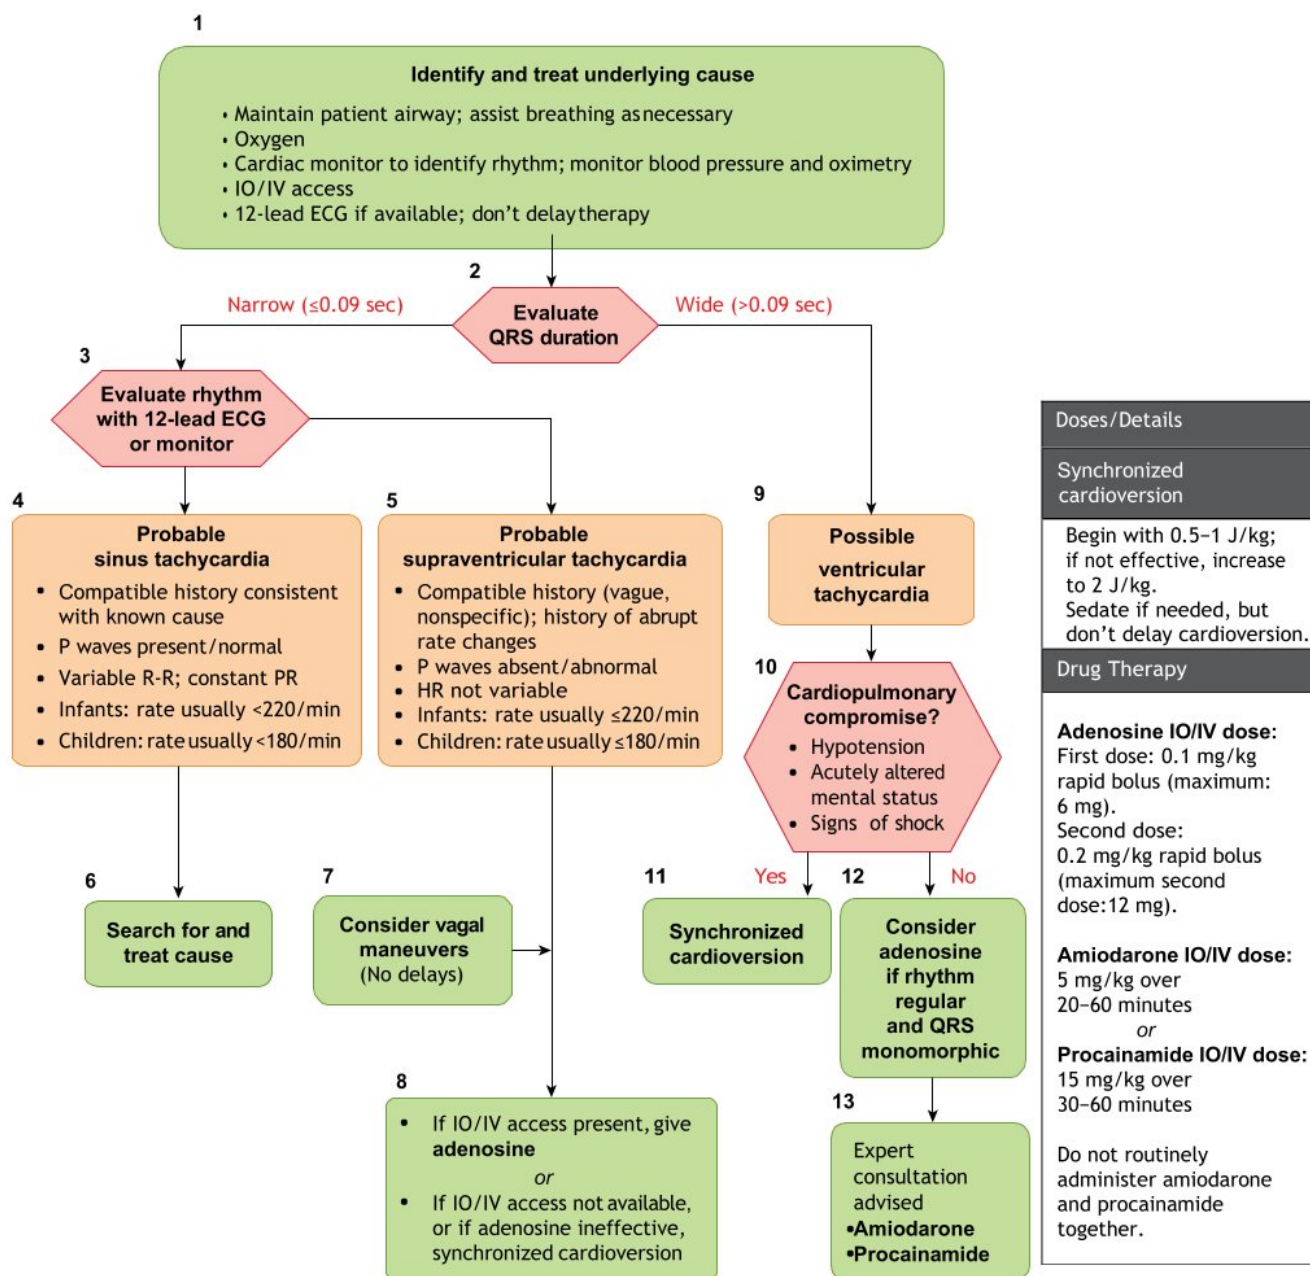 1
Identify and treat underlying cause
• Maintain patient airway; assist breathing as necessary
• Oxygen
• Cardiac monitor to identify rhythm; monitor blood pressure and oximetry
• IO/IV access
• 12-lead ECG if available; don’t delay therapy
2
Narrow (≤0.09 sec)
Evaluate
QRS duration
Wide (>0.09 sec)
3
Evaluate rhythm
with 12-lead ECG
or monitor
4
Probable
sinus tachycardia
• Compatible history consistent
with known cause
• P waves present/normal
• Variable R-R; constant PR
• Infants: rate usually <220/min
• Children: rate usually <180/min
5
Probable
supraventricular tachycardia
• Compatible history (vague,
nonspecific); history of abrupt
rate changes
• P waves absent/abnormal
• HR not variable
• Infants: rate usually ≤220/min
• Children: rate usually ≤180/min
9
Possible
ventricular
tachycardia
10
Cardiopulmonary
compromise?
• Hypotension
• Acutely altered
mental status
• Signs of shock
6
Search for and
treat cause
7
Consider vagal
maneuvers
(No delays)
8
• If IO/IV access present, give
adenosine
or
• If IO/IV access not available,
or if adenosine ineffective,
synchronized cardioversion
11
Yes
Synchronized
cardioversion
12
No
Consider
adenosine
if rhythm
regular
and QRS
monomorphic
13
Expert
consultation
advised
•Amiodarone
•Procainamide
Doses/Details
Synchronized
cardioversion
Begin with 0.5–1 J/kg;
if not effective, increase
to 2 J/kg.
Sedate if needed, but
don’t delay cardioversion.
Drug Therapy
Adenosine IO/IV dose:
First dose: 0.1 mg/kg
rapid bolus (maximum:
6 mg).
Second dose:
0.2 mg/kg rapid bolus
(maximum second
dose:12 mg).
Amiodarone IO/IV dose:
5 mg/kg over
20–60 minutes
or
Procainamide IO/IV dose:
15 mg/kg over
30–60 minutes
Do not routinely
administer amiodarone
and procainamide
together.